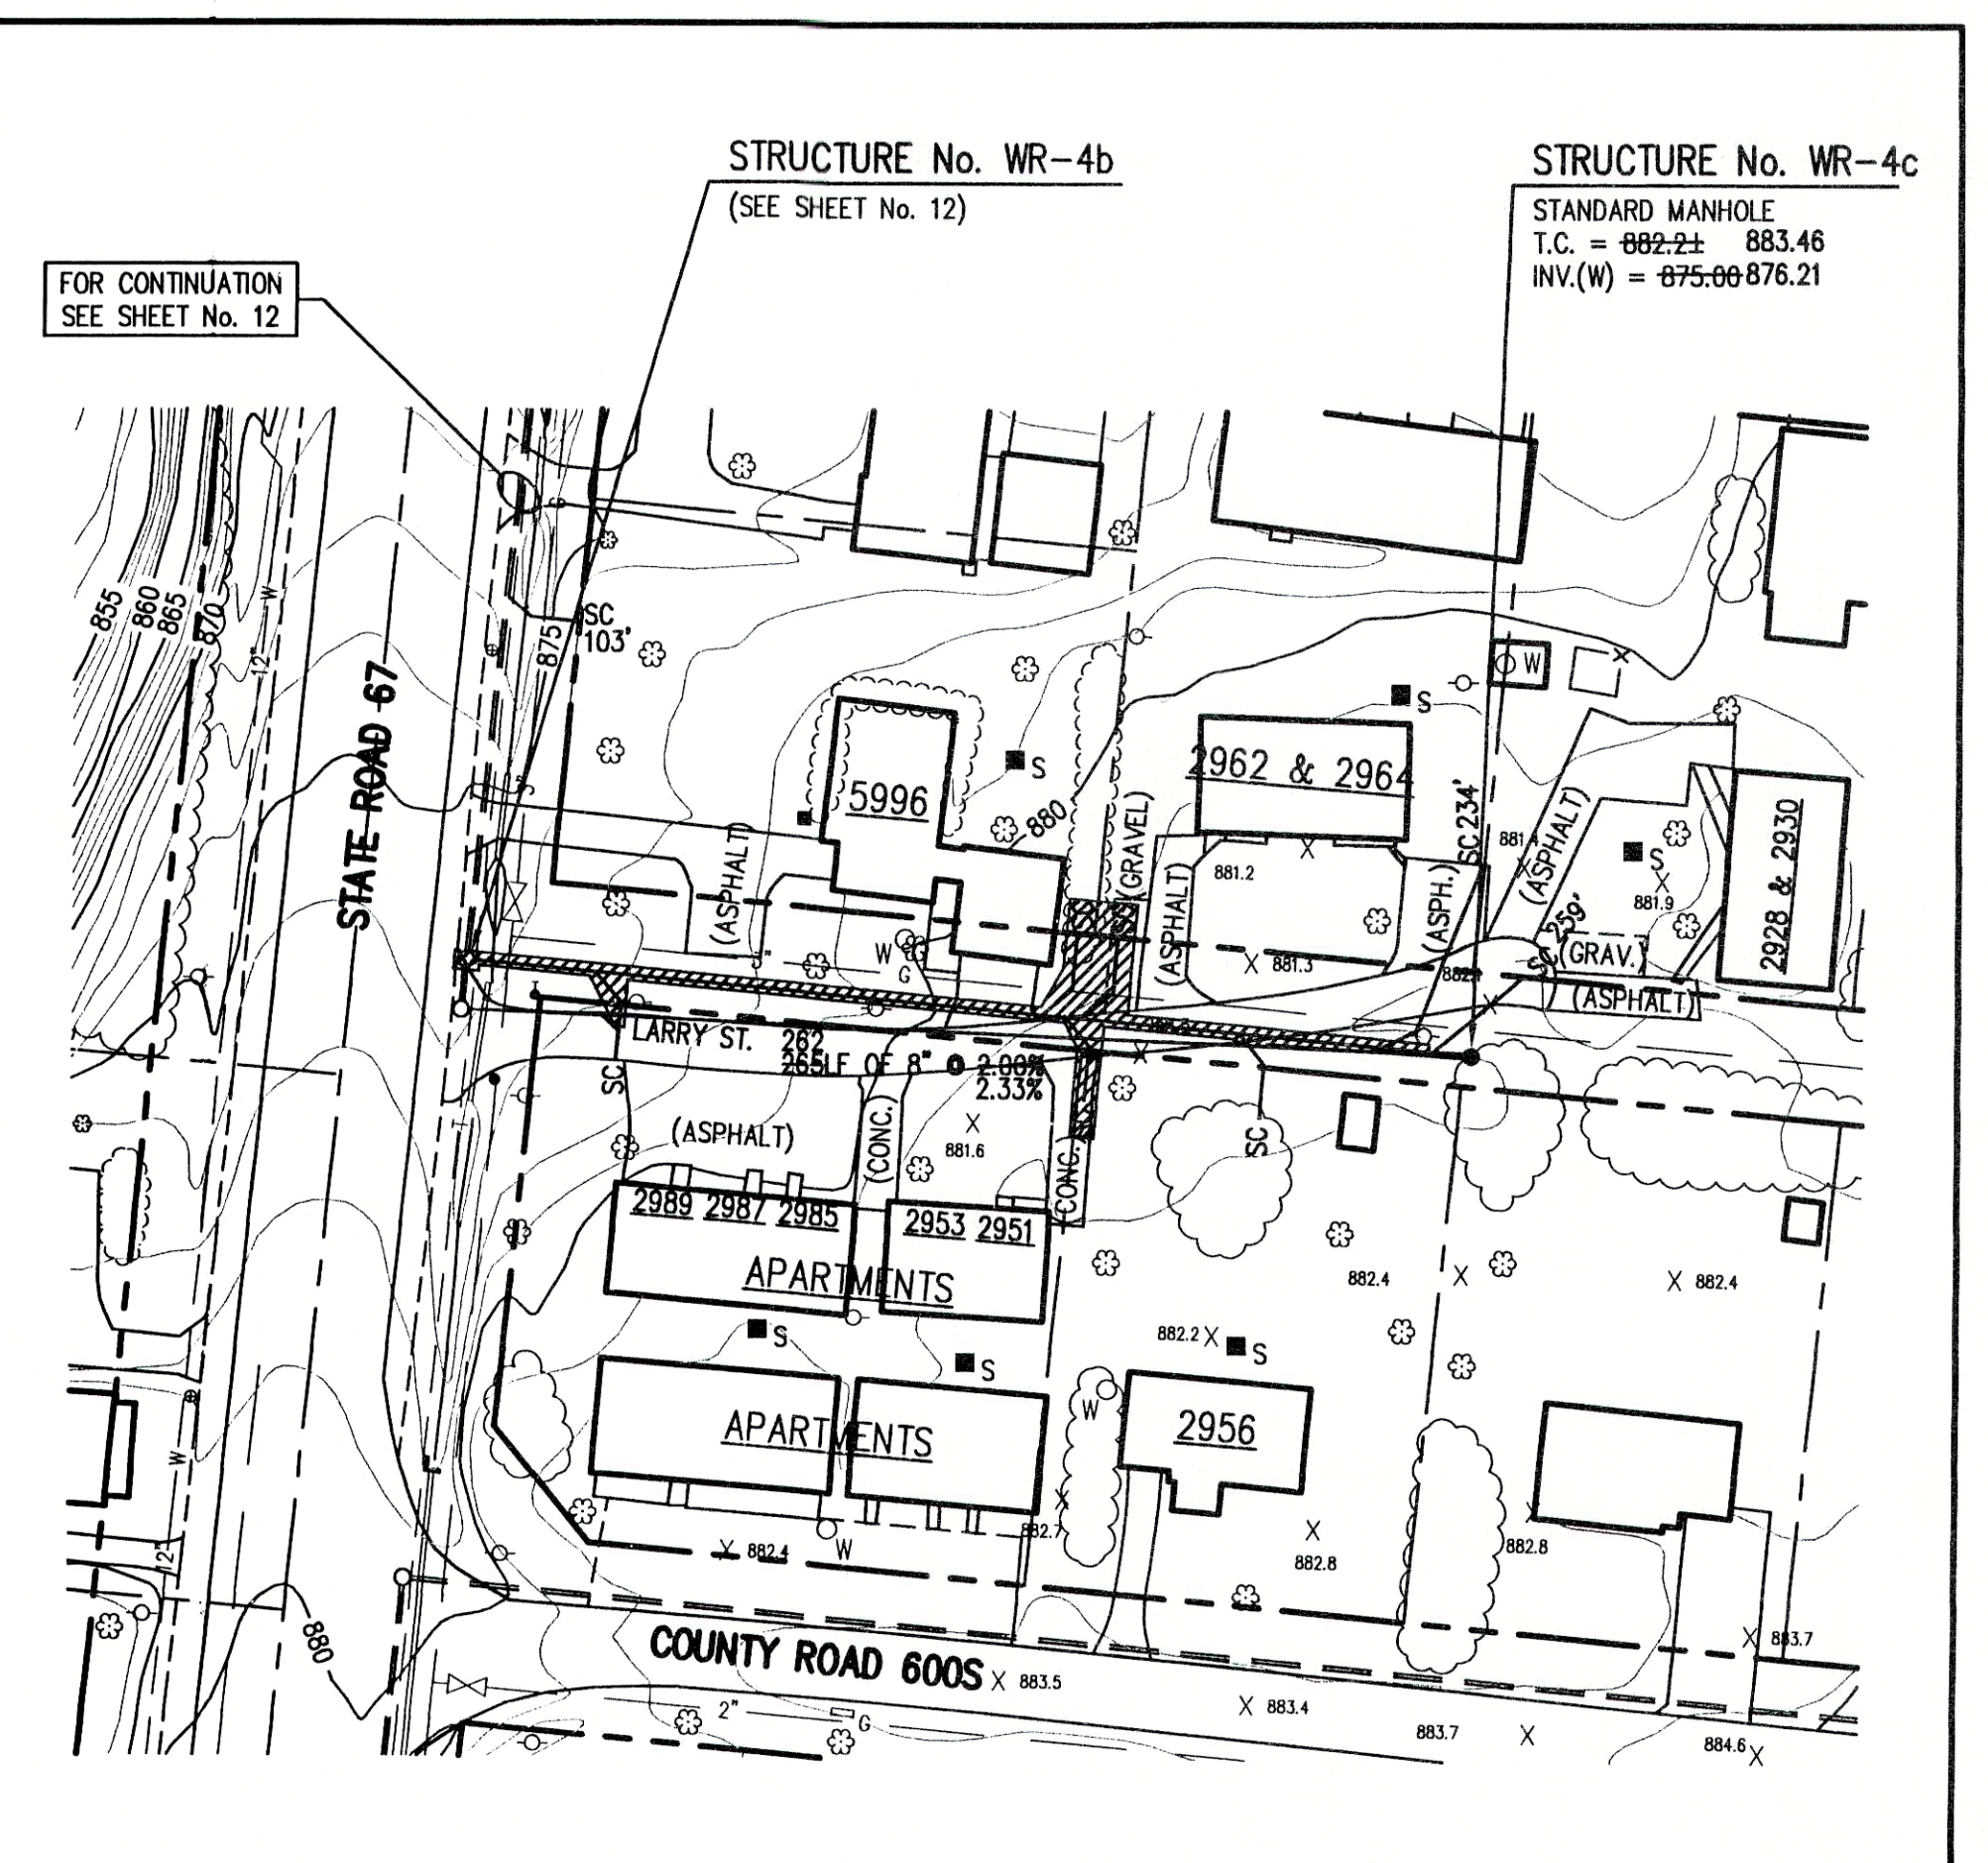 STRUCTURE No. WR-4b
(SEE SHEET No. 12)
STRUCTURE No. WR-4c
STANDARD MANHOLE
T.C. = 882.2± 883.46
INV.(W) = 875.00 876.21
FOR CONTINUATION
SEE SHEET No. 12
855
860
865
870
W
12"
STATE ROAD 67
875
SC
103'
5996
S
880
(GRAVEL)
2962 & 2964
S
W
SC 234'
881.4
(ASPHALT)
S
881.9
2928 & 2930
(ASPHALT)
881.2
(ASPHALT)
(ASPH.)
SC 259'
(GRAV.)
(ASPHALT)
W
G
881.3
LARRY ST.
262
265LF OF 8" @ 2.00%
2.33%
SC
(ASPHALT)
(CONC.)
881.6
(CONC.)
SC
2989 2987 2985
2953 2951
APARTMENTS
882.4
882.4
S
S
882.2
S
APARTMENTS
W
2956
W
12"
882.4
W
882.7
882.8
882.8
880
COUNTY ROAD 600S
883.5
883.7
2"
G
883.4
883.7
884.6